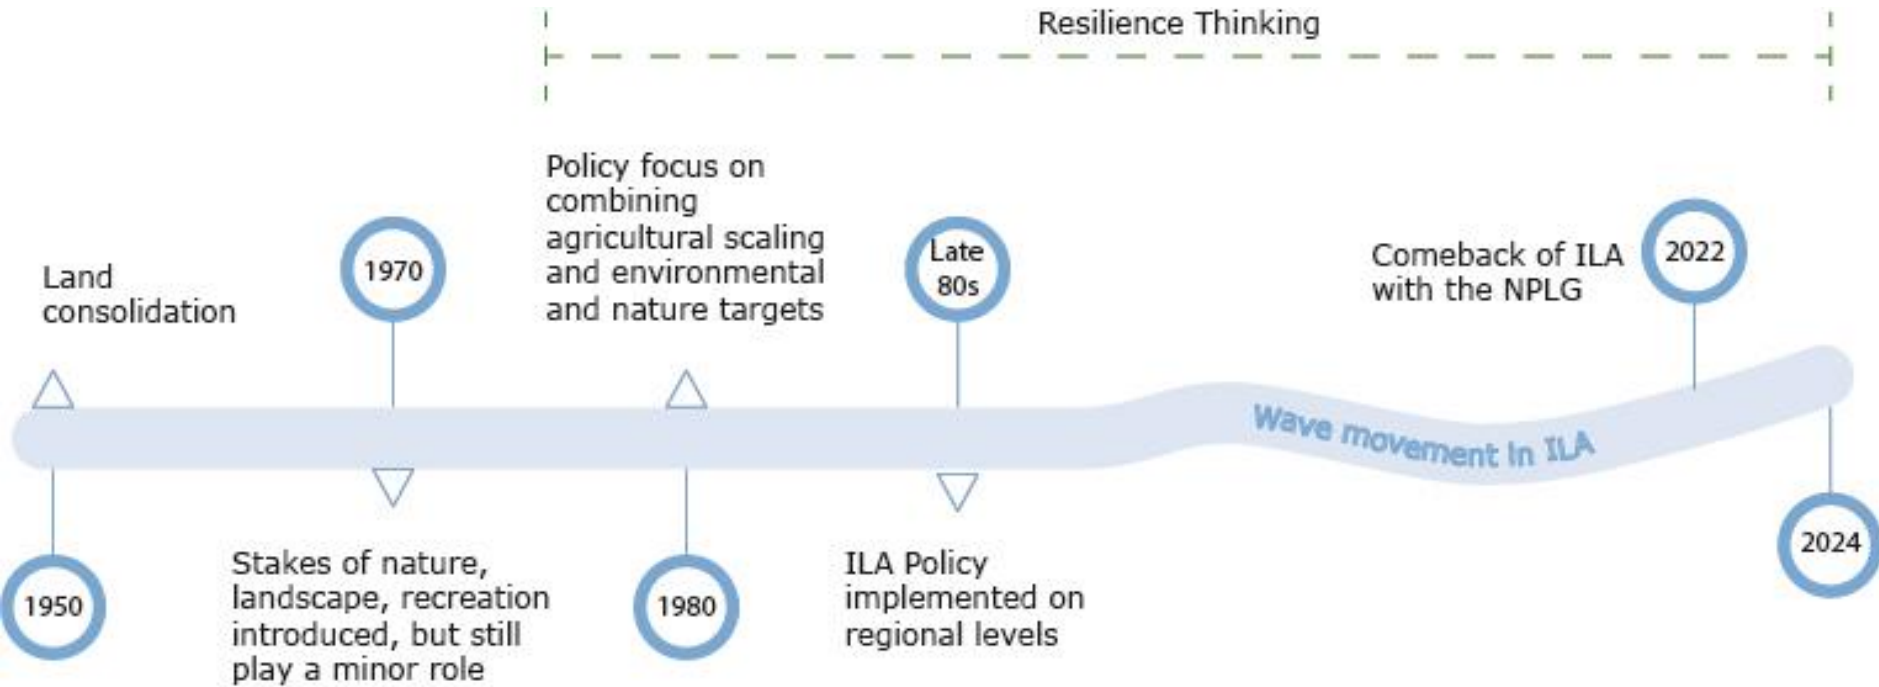 Resilience Thinking
Land
consolidation
1970
Policy focus on
combining
agricultural scaling
and environmental
and nature targets
Late
80s
Comeback of ILA
with the NPLG
2022
Wave movement in ILA
1950
Stakes of nature,
landscape, recreation
introduced, but still
play a minor role
1980
ILA Policy
implemented on
regional levels
2024